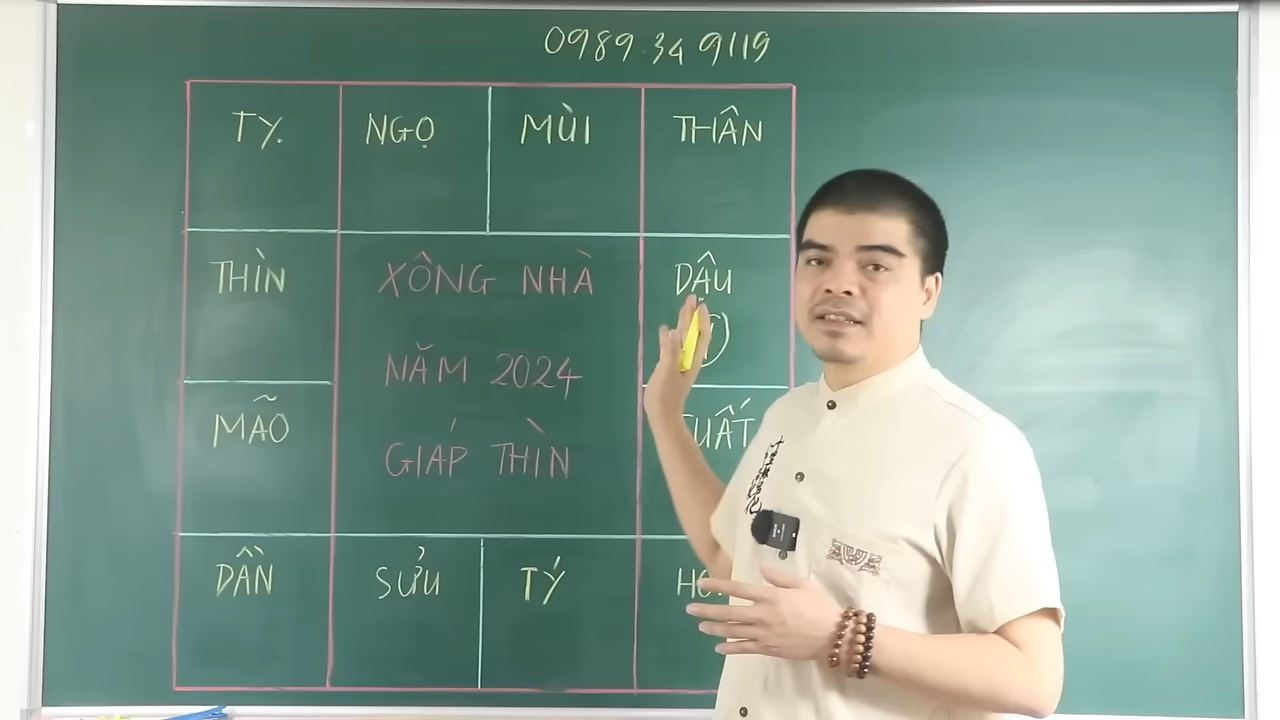 0989.34 9119
TỴ.
NGỌ
MÙI
THÂN
THÌN
XÔNG NHÀ
DẬU
NĂM 2024
MÃO
GIÁP THÌN
DẦN
SỬU
TÝ